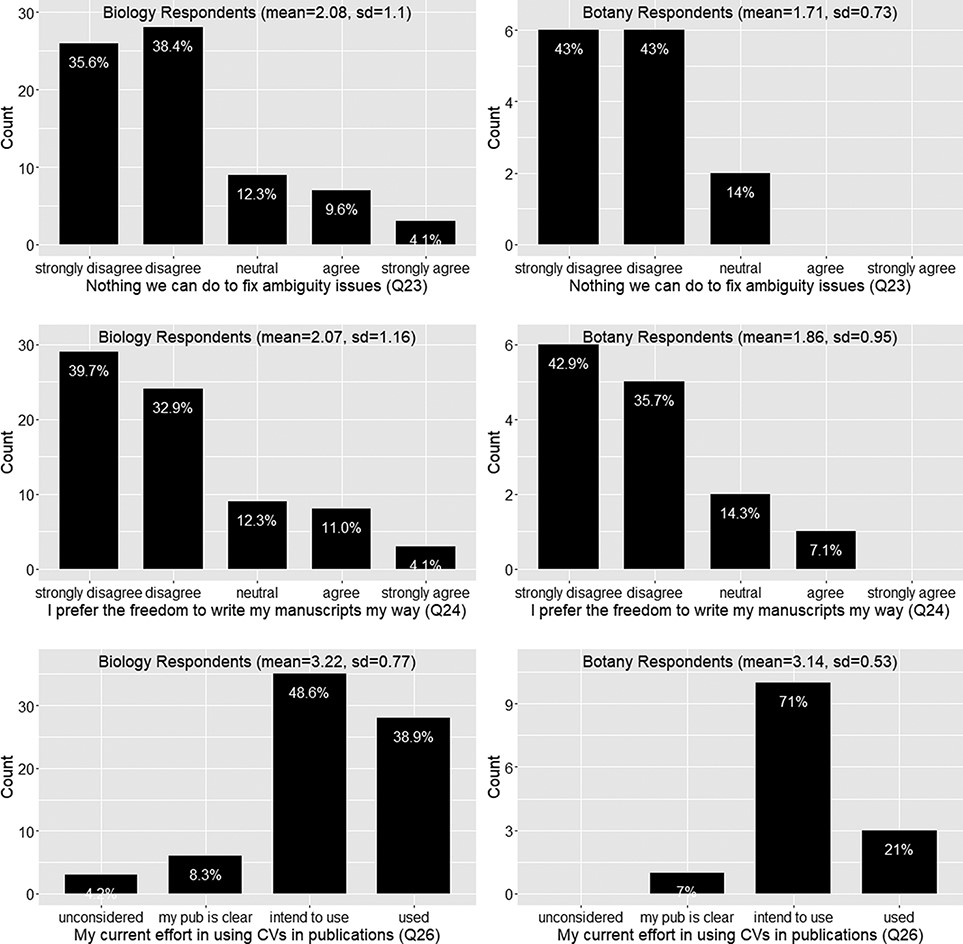 Biology Respondents (mean=2.08, sd=1.1)
30
20
10
0
Count
35.6%
38.4%
12.3%
9.6%
4.1%
strongly disagree disagree neutral agree strongly agree
Nothing we can do to fix ambiguity issues (Q23)
Botany Respondents (mean=1.71, sd=0.73)
6
4
2
0
Count
43%
43%
14%
strongly disagree disagree neutral agree strongly agree
Nothing we can do to fix ambiguity issues (Q23)
Biology Respondents (mean=2.07, sd=1.16)
30
20
10
0
Count
39.7%
32.9%
12.3%
11.0%
4.1%
strongly disagree disagree neutral agree strongly agree
I prefer the freedom to write my manuscripts my way (Q24)
Botany Respondents (mean=1.86, sd=0.95)
6
4
2
0
Count
42.9%
35.7%
14.3%
7.1%
strongly disagree disagree neutral agree strongly agree
I prefer the freedom to write my manuscripts my way (Q24)
Biology Respondents (mean=3.22, sd=0.77)
30
20
10
0
Count
4.2%
8.3%
48.6%
38.9%
unconsidered my pub is clear intend to use used
My current effort in using CVs in publications (Q26)
Botany Respondents (mean=3.14, sd=0.53)
9
6
3
0
Count
7%
71%
21%
unconsidered my pub is clear intend to use used
My current effort in using CVs in publications (Q26)